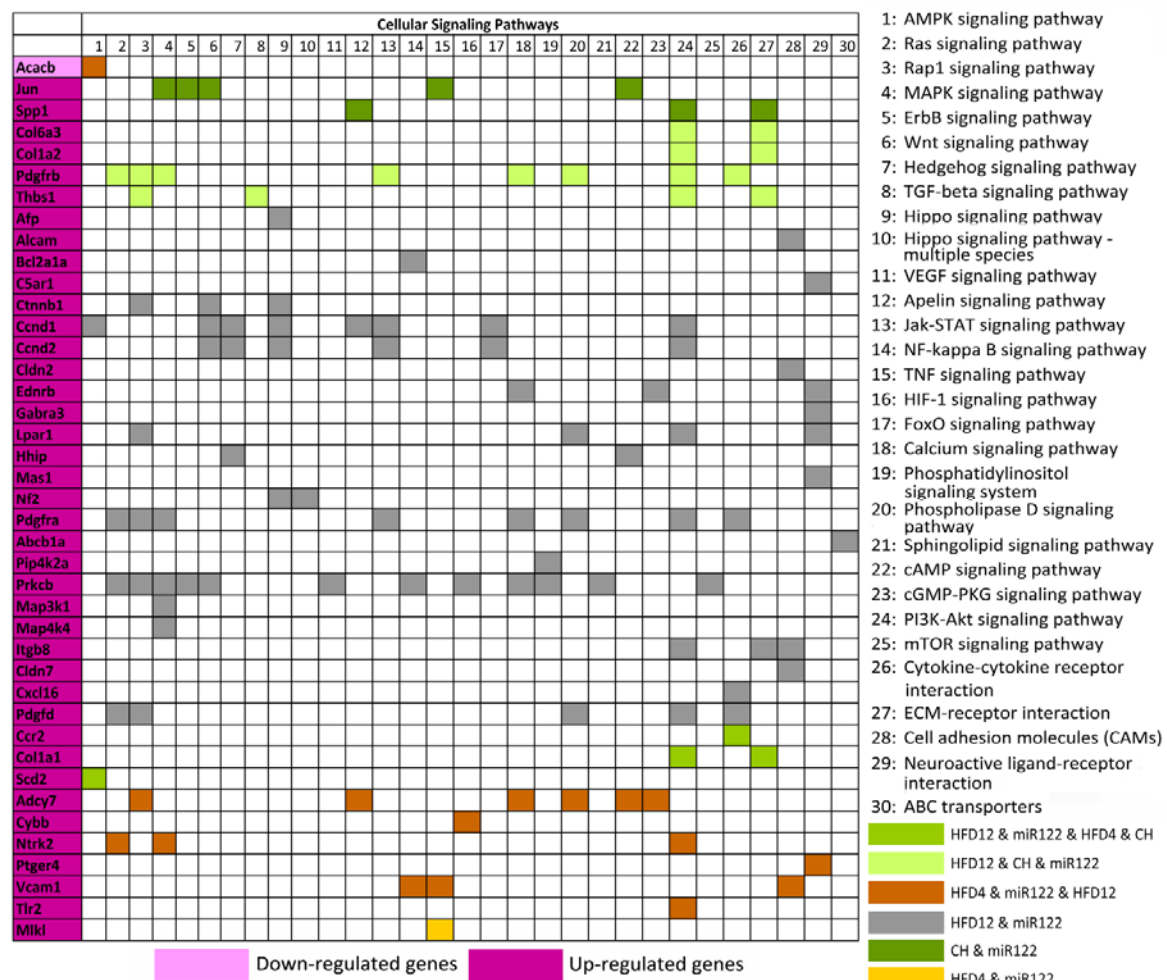 Cellular Signaling Pathways
1 2 3 4 5 6 7 8 9 10 11 12 13 14 15 16 17 18 19 20 21 22 23 24 25 26 27 28 29 30
Acacb
Jun
Spp1
Col6a3
Col1a2
Pdgfrb
Thbs1
Afp
Alcam
Bcl2a1a
C5ar1
Ctnnb1
Ccnd1
Ccnd2
Cldn2
Ednrb
Gabra3
Lpar1
Hhip
Mas1
Nf2
Pdgfra
Abcb1a
Pip4k2a
Prkcb
Map3k1
Map4k4
Itgb8
Cldn7
Cxcl16
Pdgfd
Ccr2
Col1a1
Scd2
Adcy7
Cybb
Ntrk2
Ptger4
Vcam1
Tlr2
Mlkl
Down-regulated genes
Up-regulated genes
1: AMPK signaling pathway
2: Ras signaling pathway
3: Rap1 signaling pathway
4: MAPK signaling pathway
5: ErbB signaling pathway
6: Wnt signaling pathway
7: Hedgehog signaling pathway
8: TGF-beta signaling pathway
9: Hippo signaling pathway
10: Hippo signaling pathway -
multiple species
11: VEGF signaling pathway
12: Apelin signaling pathway
13: Jak-STAT signaling pathway
14: NF-kappa B signaling pathway
15: TNF signaling pathway
16: HIF-1 signaling pathway
17: FoxO signaling pathway
18: Calcium signaling pathway
19: Phosphatidylinositol
signaling system
20: Phospholipase D signaling
pathway
21: Sphingolipid signaling pathway
22: cAMP signaling pathway
23: cGMP-PKG signaling pathway
24: PI3K-Akt signaling pathway
25: mTOR signaling pathway
26: Cytokine-cytokine receptor
interaction
27: ECM-receptor interaction
28: Cell adhesion molecules (CAMs)
29: Neuroactive ligand-receptor
interaction
30: ABC transporters
HFD12 & miR122 & HFD4 & CH
HFD12 & CH & miR122
HFD4 & miR122 & HFD12
HFD12 & miR122
CH & miR122
HFD4 & miR122